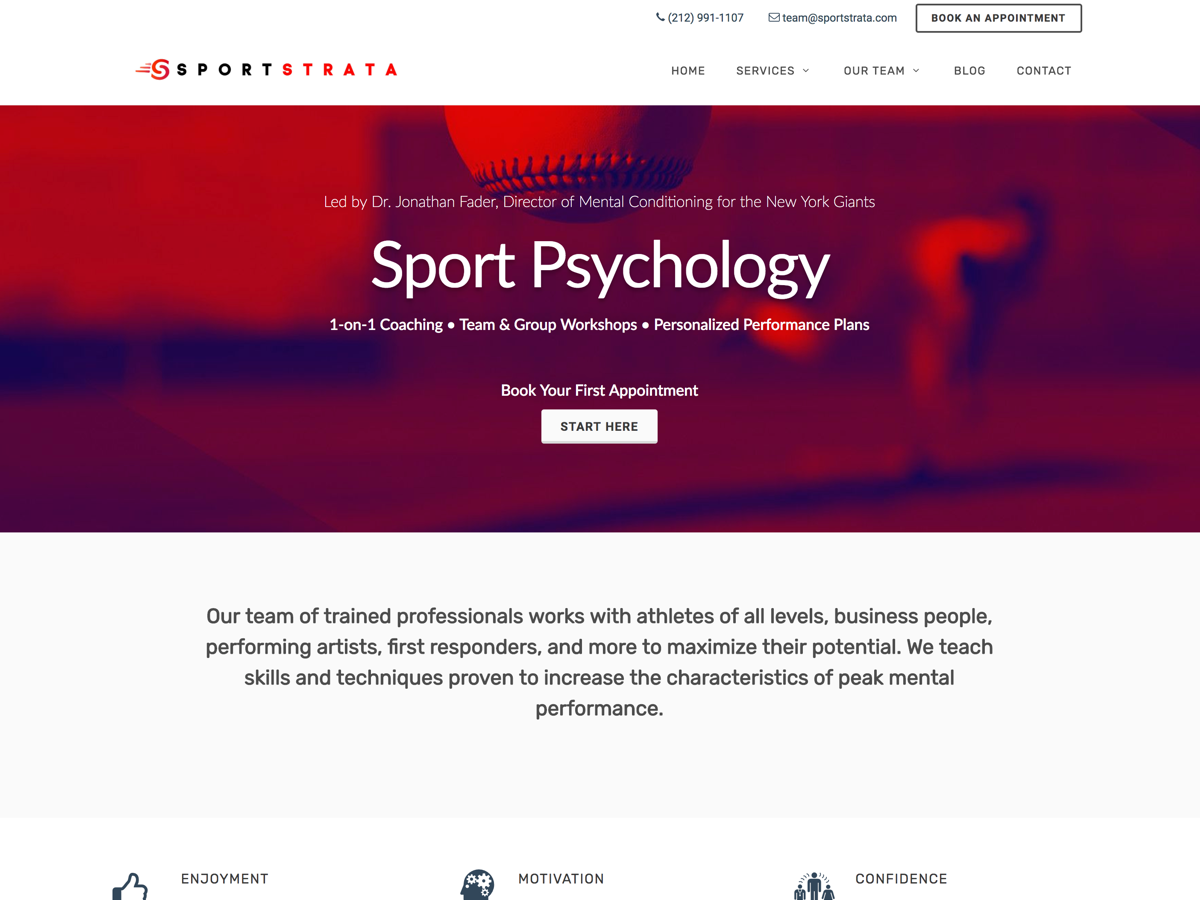 (212) 991-1107 team@sportstrata.com BOOK AN APPOINTMENT
SPORTSTRATA
HOME SERVICES OUR TEAM BLOG CONTACT
Led by Dr. Jonathan Fader, Director of Mental Conditioning for the New York Giants
Sport Psychology
1-on-1 Coaching • Team & Group Workshops • Personalized Performance Plans
Book Your First Appointment
START HERE
Our team of trained professionals works with athletes of all levels, business people,
performing artists, first responders, and more to maximize their potential. We teach
skills and techniques proven to increase the characteristics of peak mental
performance.
ENJOYMENT MOTIVATION CONFIDENCE